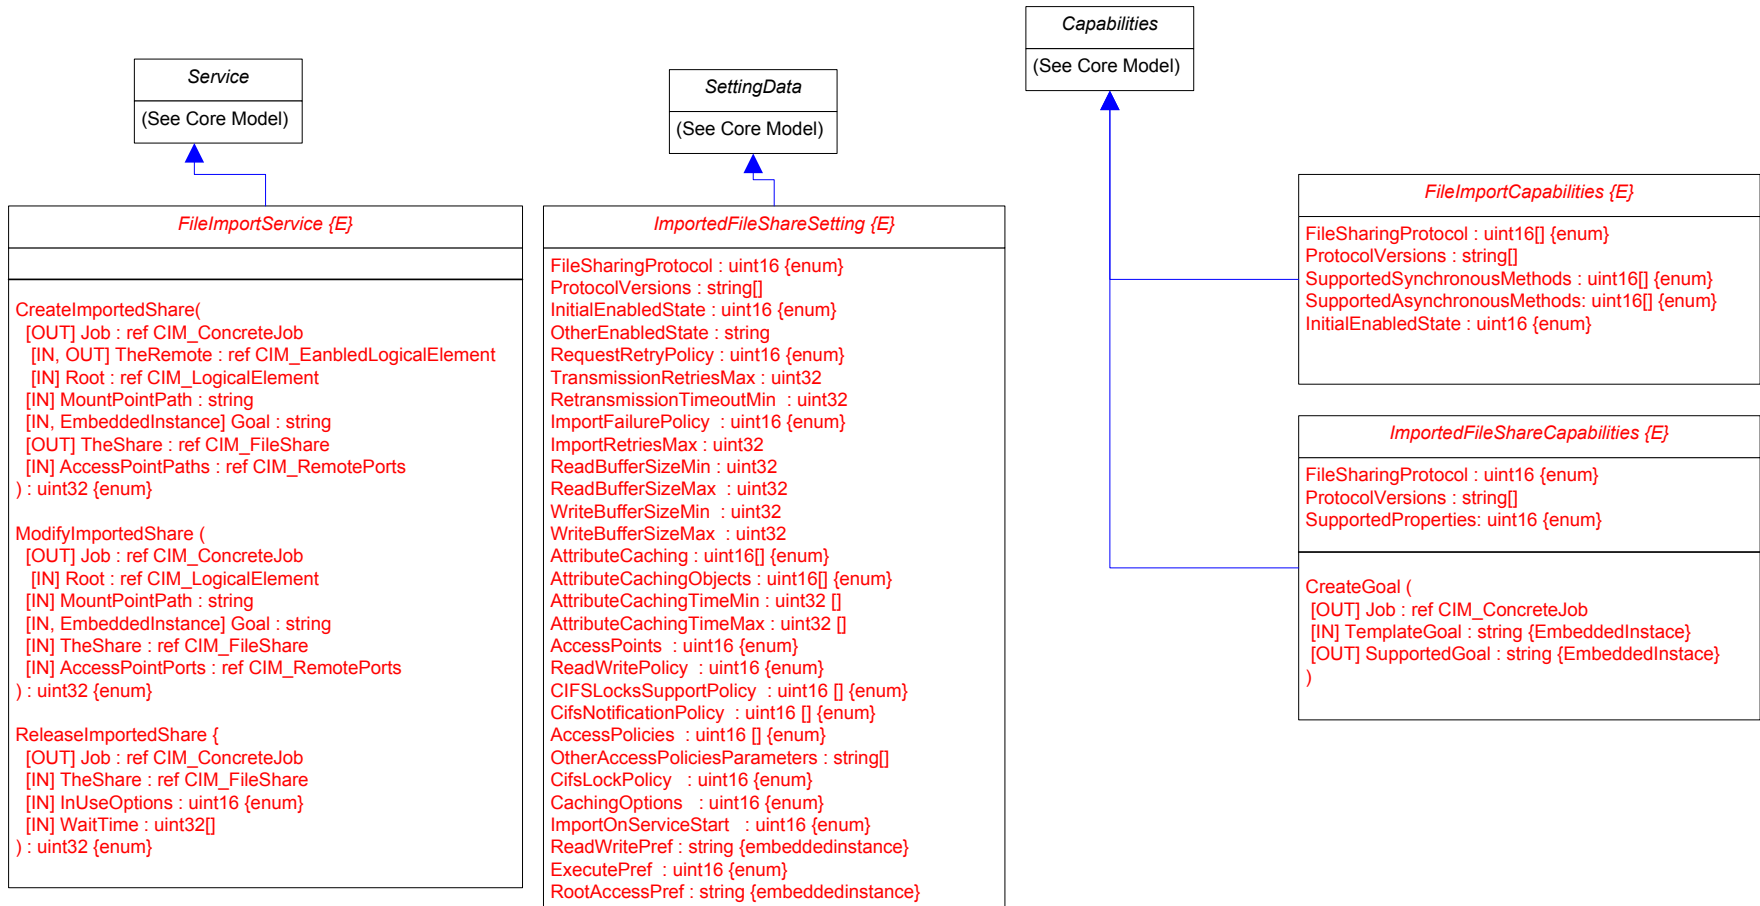 Service
(See Core Model)
FileImportService {E}
CreateImportedShare(
[OUT] Job : ref CIM_ConcreteJob
[IN, OUT] TheRemote : ref CIM_EanbledLogicalElement
[IN] Root : ref CIM_LogicalElement
[IN] MountPointPath : string
[IN, EmbeddedInstance] Goal : string
[OUT] TheShare : ref CIM_FileShare
[IN] AccessPointPaths : ref CIM_RemotePorts
) : uint32 {enum}
ModifyImportedShare (
[OUT] Job : ref CIM_ConcreteJob
[IN] Root : ref CIM_LogicalElement
[IN] MountPointPath : string
[IN, EmbeddedInstance] Goal : string
[IN] TheShare : ref CIM_FileShare
[IN] AccessPointPorts : ref CIM_RemotePorts
) : uint32 {enum}
ReleaseImportedShare {
[OUT] Job : ref CIM_ConcreteJob
[IN] TheShare : ref CIM_FileShare
[IN] InUseOptions : uint16 {enum}
[IN] WaitTime : uint32[]
) : uint32 {enum}
SettingData
(See Core Model)
ImportedFileShareSetting {E}
FileSharingProtocol : uint16 {enum}
ProtocolVersions : string[]
InitialEnabledState : uint16 {enum}
OtherEnabledState : string
RequestRetryPolicy : uint16 {enum}
TransmissionRetriesMax : uint32
RetransmissionTimeoutMin : uint32
ImportFailurePolicy : uint16 {enum}
ImportRetriesMax : uint32
ReadBufferSizeMin : uint32
ReadBufferSizeMax : uint32
WriteBufferSizeMin : uint32
WriteBufferSizeMax : uint32
AttributeCaching : uint16[] {enum}
AttributeCachingObjects : uint16[] {enum}
AttributeCachingTimeMin : uint32 []
AttributeCachingTimeMax : uint32 []
AccessPoints : uint16 {enum}
ReadWritePolicy : uint16 {enum}
CIFSLocksSupportPolicy : uint16 [] {enum}
CifsNotificationPolicy : uint16 [] {enum}
AccessPolicies : uint16 [] {enum}
OtherAccessPoliciesParameters : string[]
CifsLockPolicy : uint16 {enum}
CachingOptions : uint16 {enum}
ImportOnServiceStart : uint16 {enum}
ReadWritePref : string {embeddedinstance}
ExecutePref : uint16 {enum}
RootAccessPref : string {embeddedinstance}
Capabilities
(See Core Model)
FileImportCapabilities {E}
FileSharingProtocol : uint16[] {enum}
ProtocolVersions : string[]
SupportedSynchronousMethods : uint16[] {enum}
SupportedAsynchronousMethods: uint16[] {enum}
InitialEnabledState : uint16 {enum}
ImportedFileShareCapabilities {E}
FileSharingProtocol : uint16 {enum}
ProtocolVersions : string[]
SupportedProperties: uint16 {enum}
CreateGoal (
[OUT] Job : ref CIM_ConcreteJob
[IN] TemplateGoal : string {EmbeddedInstace}
[OUT] SupportedGoal : string {EmbeddedInstace}
)